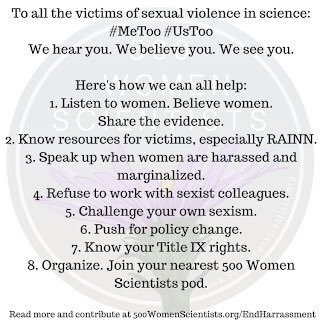 To all the victims of sexual violence in science:
#MeToo #UsToo
We hear you. We believe you. We see you.
Here's how we can all help:
1. Listen to women. Believe women.
Share the evidence.
2. Know resources for victims, especially RAINN.
3. Speak up when women are harassed and
marginalized.
4. Refuse to work with sexist colleagues.
5. Challenge your own sexism.
6. Push for policy change.
7. Know your Title IX rights.
8. Organize. Join your nearest 500 Women
Scientists pod.
Read more and contribute at 500WomenScientists.org/EndHarrassment
WOMEN
SCIENTISTS